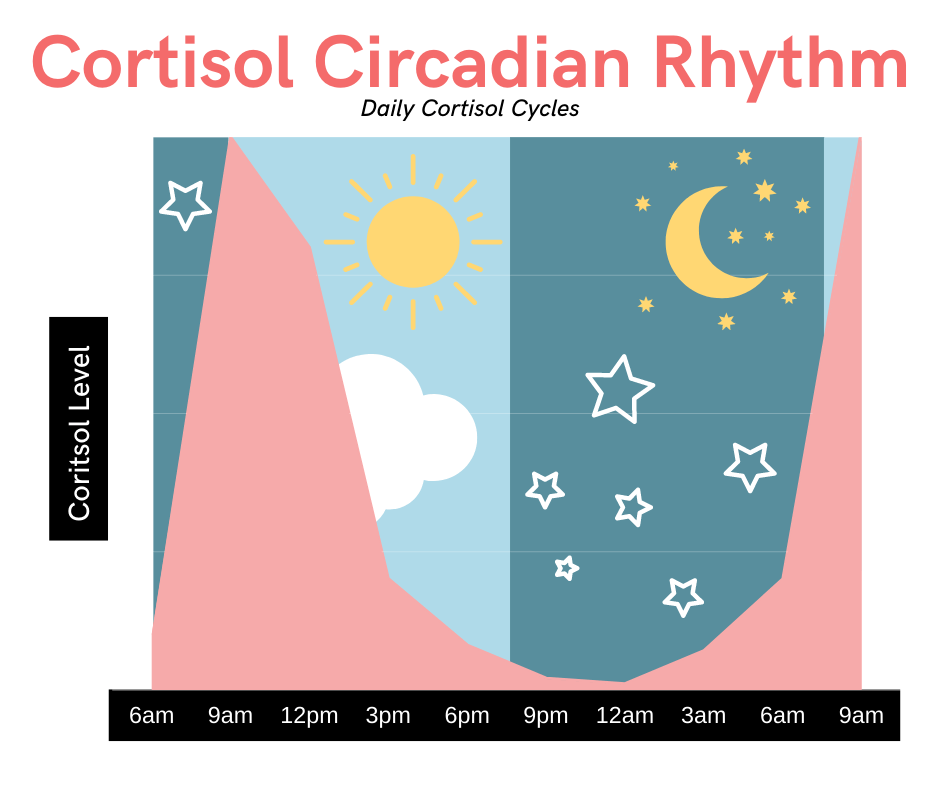 Cortisol Circadian Rhythm
Daily Cortisol Cycles
Coritsol Level
6am 9am 12pm 3pm 6pm 9pm 12am 3am 6am 9am